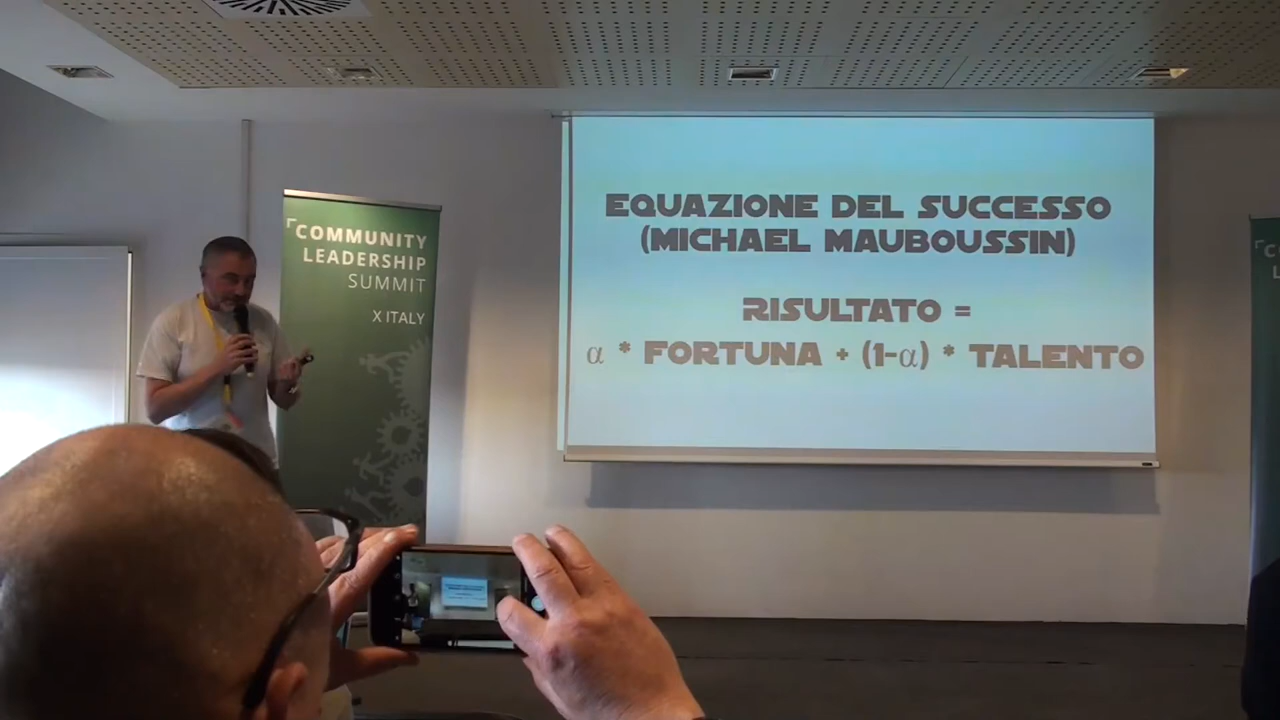 COMMUNITY
LEADERSHIP
SUMMIT
X ITALY
EQUAZIONE DEL SUCCESSO
(MICHAEL MAUBOUSSIN)
RISULTATO =
α * FORTUNA + (1-α) * TALENTO